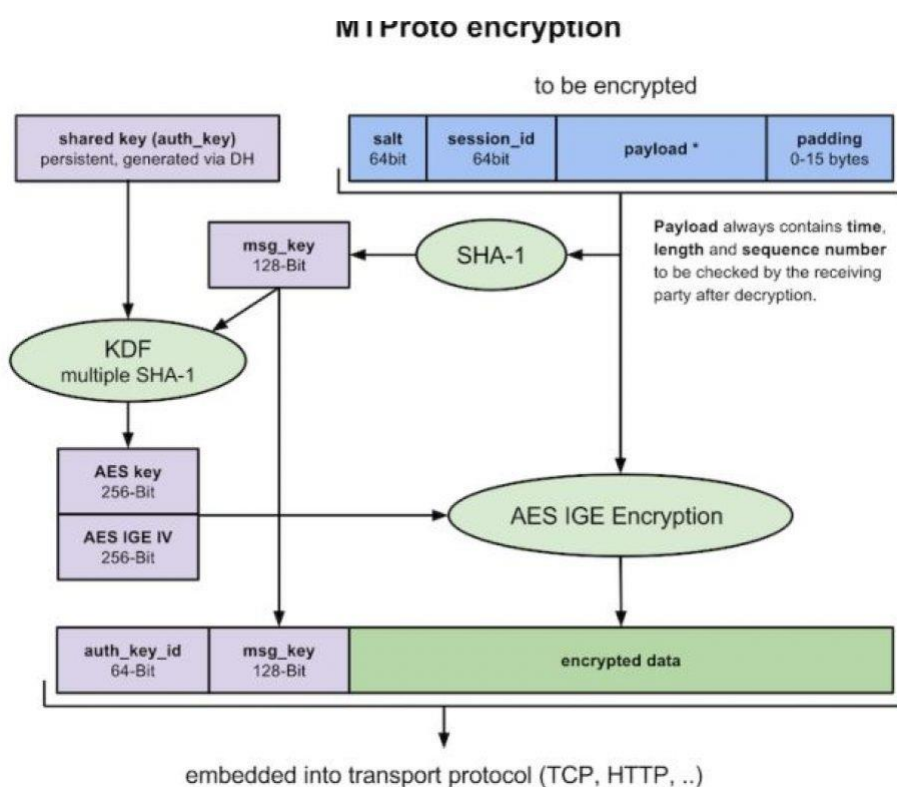 MTProto encryption
to be encrypted
shared key (auth_key)
persistent, generated via DH
salt
64bit
session_id
64bit
payload *
padding
0-15 bytes
Payload always contains time,
length and sequence number
to be checked by the receiving
party after decryption.
msg_key
128-Bit
SHA-1
KDF
multiple SHA-1
AES key
256-Bit
AES IGE IV
256-Bit
AES IGE Encryption
auth_key_id
64-Bit
msg_key
128-Bit
encrypted data
embedded into transport protocol (TCP, HTTP, ..)